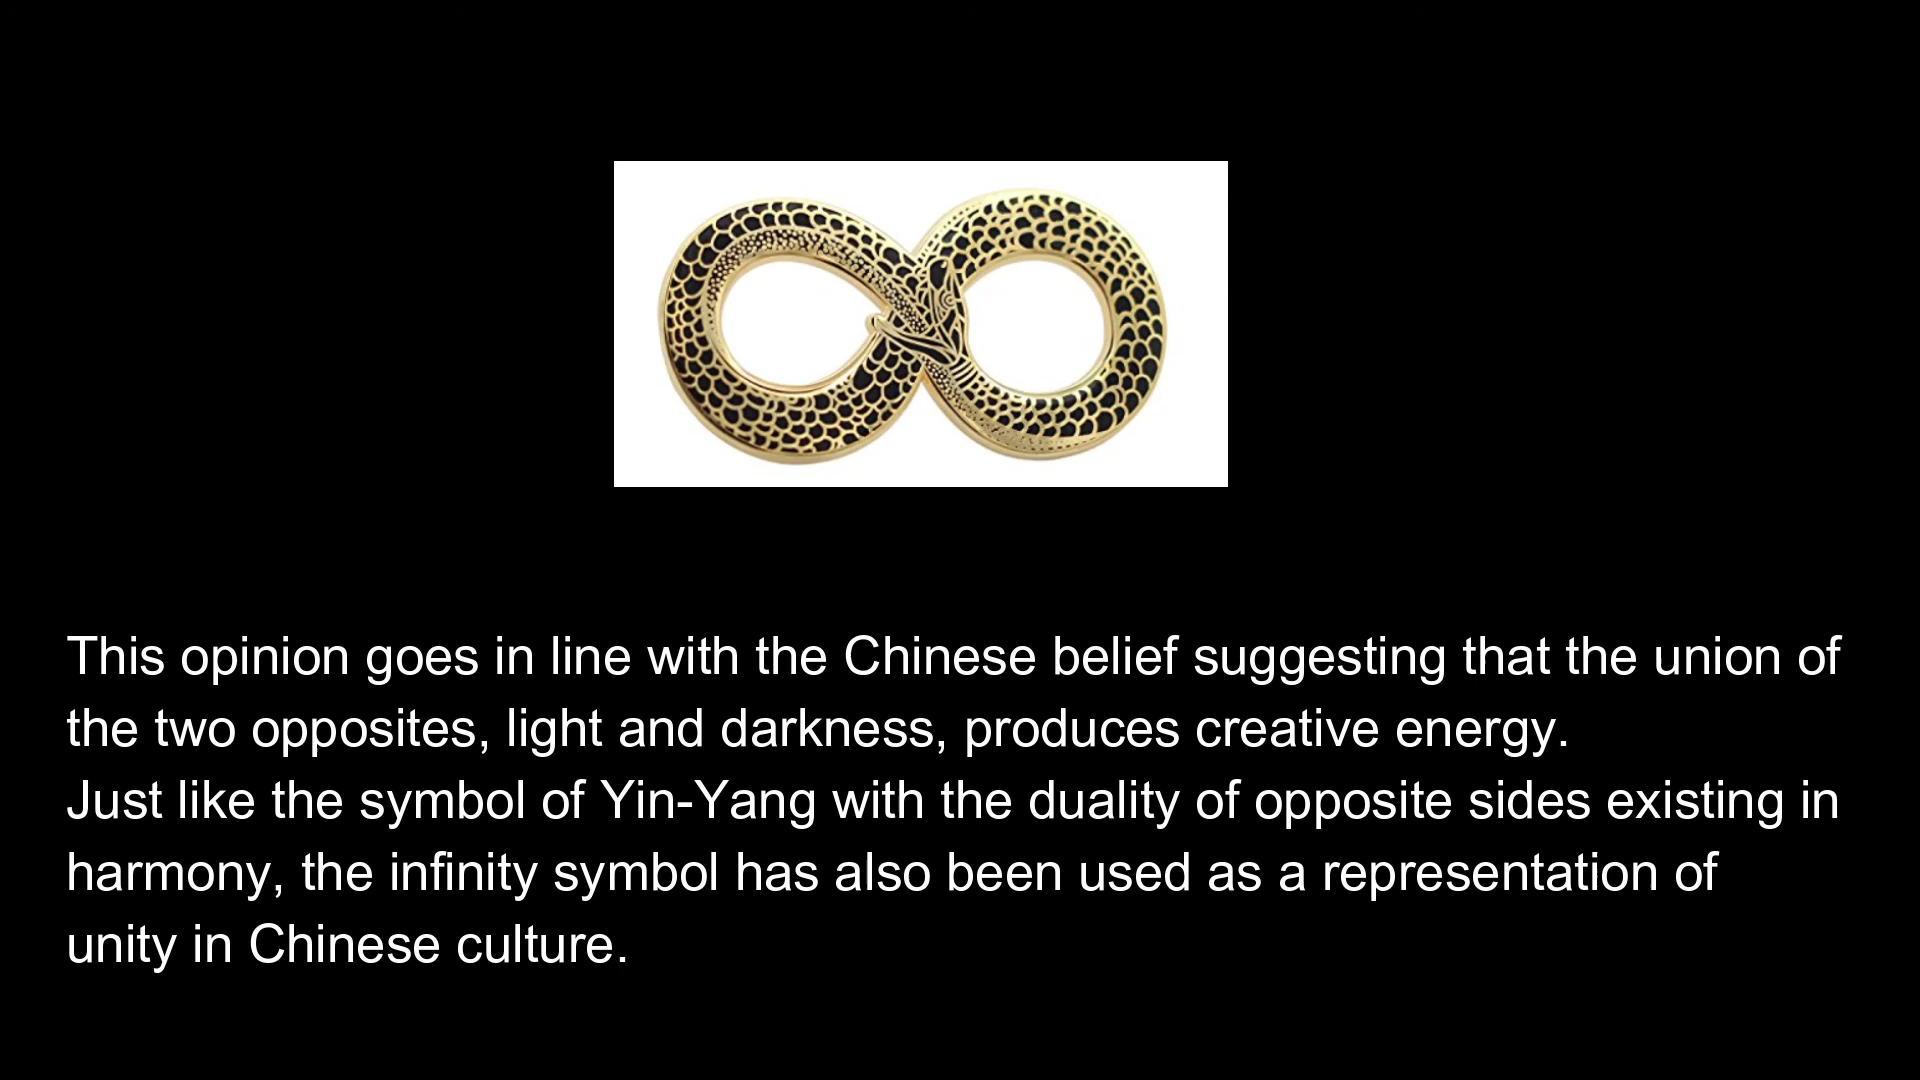 This opinion goes in line with the Chinese belief suggesting that the union of
the two opposites, light and darkness, produces creative energy.
Just like the symbol of Yin-Yang with the duality of opposite sides existing in
harmony, the infinity symbol has also been used as a representation of
unity in Chinese culture.